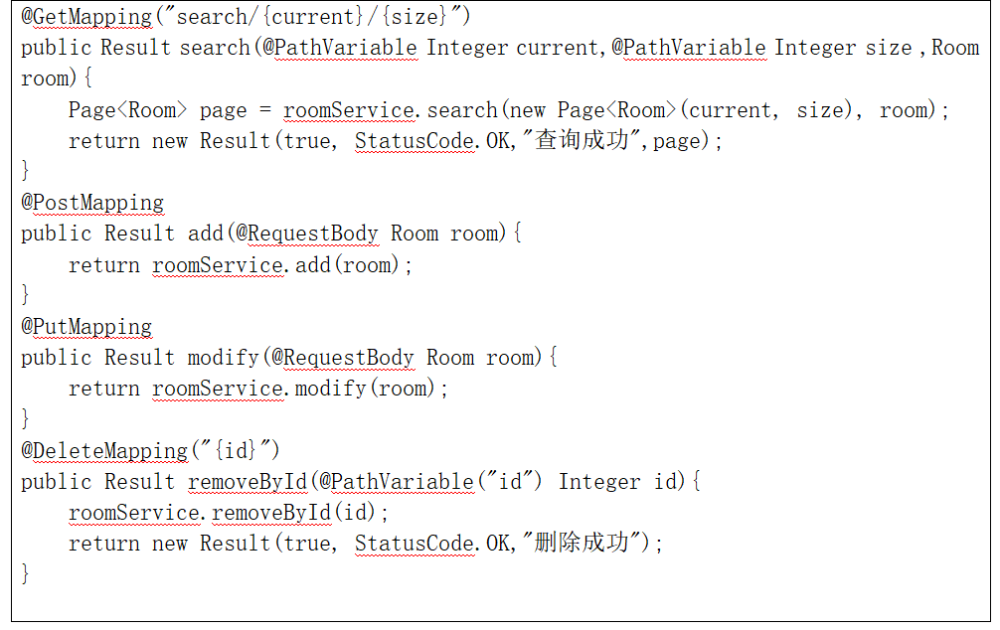 @GetMapping("search/{current}/{size}")
public Result search(@PathVariable Integer current,@PathVariable Integer size ,Room
room){
    Page<Room> page = roomService.search(new Page<Room>(current, size), room);
    return new Result(true, StatusCode.OK,"查询成功",page);
}
@PostMapping
public Result add(@RequestBody Room room){
    return roomService.add(room);
}
@PutMapping
public Result modify(@RequestBody Room room){
    return roomService.modify(room);
}
@DeleteMapping("{id}")
public Result removeById(@PathVariable("id") Integer id){
    roomService.removeById(id);
    return new Result(true, StatusCode.OK,"删除成功");
}